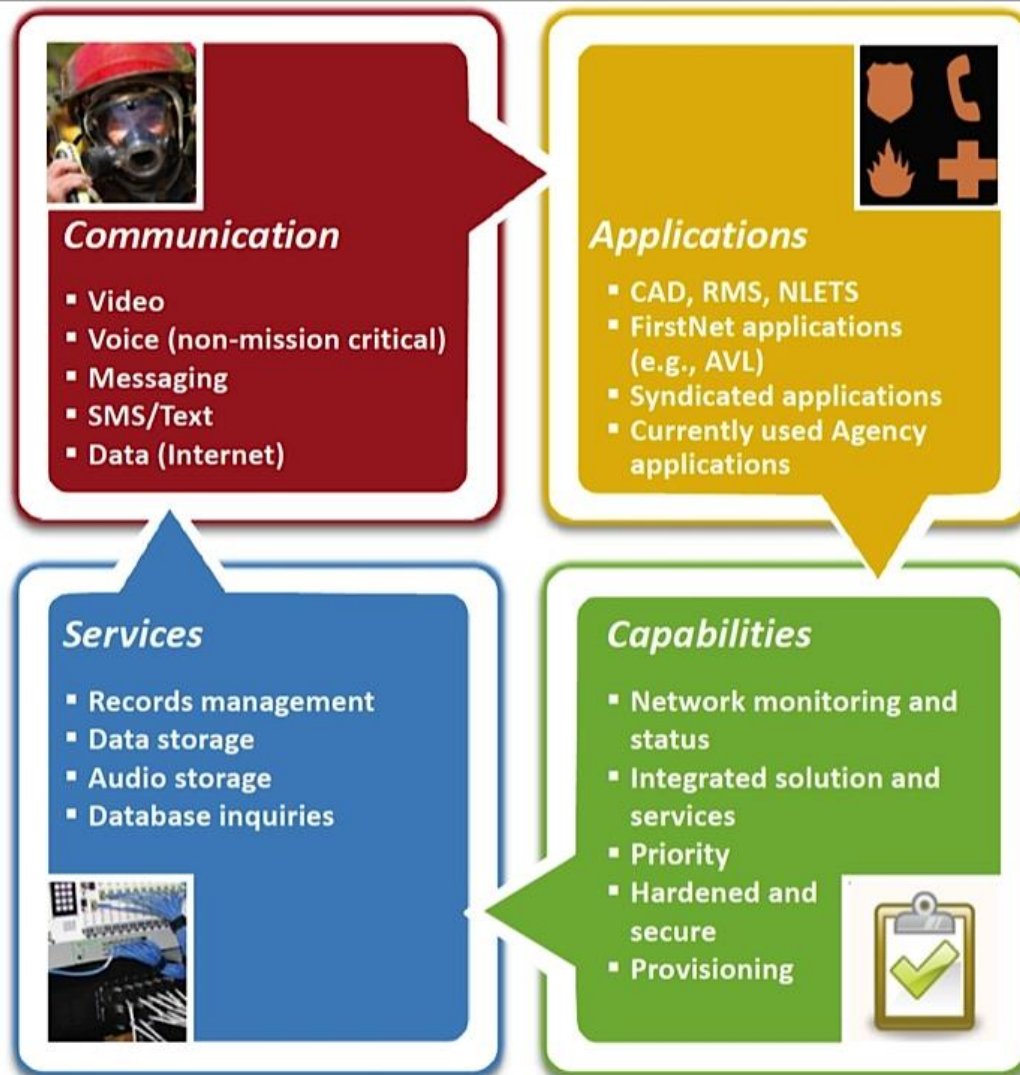 Communication
▪ Video
▪ Voice (non-mission critical)
▪ Messaging
▪ SMS/Text
▪ Data (Internet)
Applications
▪ CAD, RMS, NLETS
▪ FirstNet applications
(e.g., AVL)
▪ Syndicated applications
▪ Currently used Agency
applications
Services
▪ Records management
▪ Data storage
▪ Audio storage
▪ Database inquiries
Capabilities
▪ Network monitoring and
status
▪ Integrated solution and
services
▪ Priority
▪ Hardened and
secure
▪ Provisioning